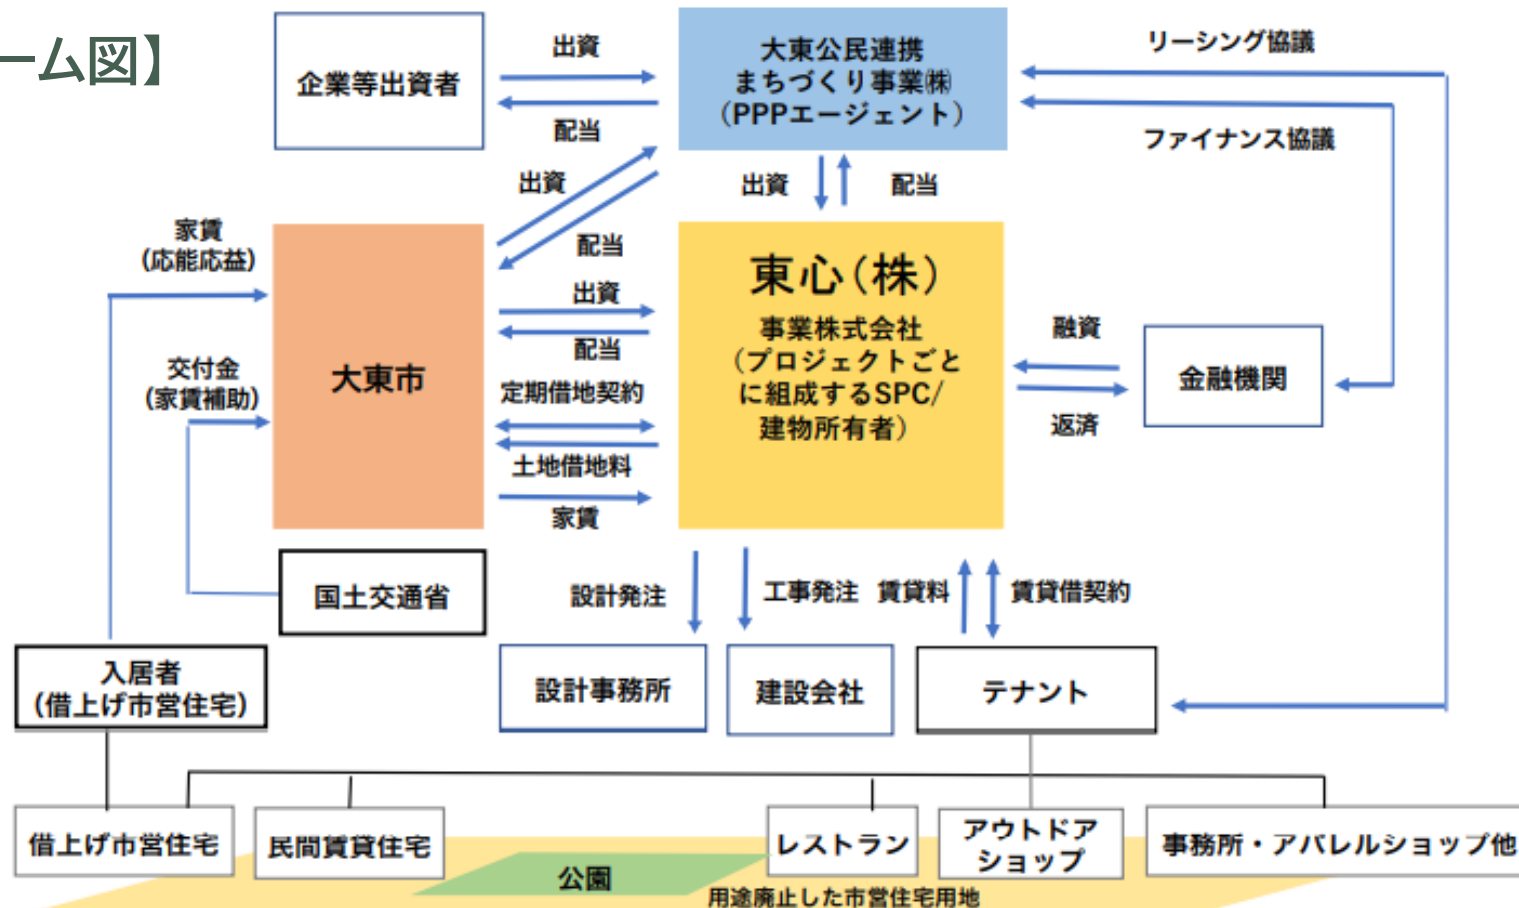 ーム図】
企業等出資者
出資
配当
大東公民連携
まちづくり事業㈱
（PPPエージェント）
リーシング協議
ファイナンス協議
出資
配当
出資
配当
家賃
（応能応益）
交付金
（家賃補助）
大東市
出資
配当
定期借地契約
土地借地料
家賃
東心（株）
事業株式会社
（プロジェクトごと
に組成するSPC/
建物所有者）
融資
返済
金融機関
国土交通省
設計発注
工事発注
賃貸料
賃貸借契約
入居者
（借上げ市営住宅）
設計事務所
建設会社
テナント
借上げ市営住宅
民間賃貸住宅
レストラン
アウトドア
ショップ
事務所・アパレルショップ他
公園
用途廃止した市営住宅用地